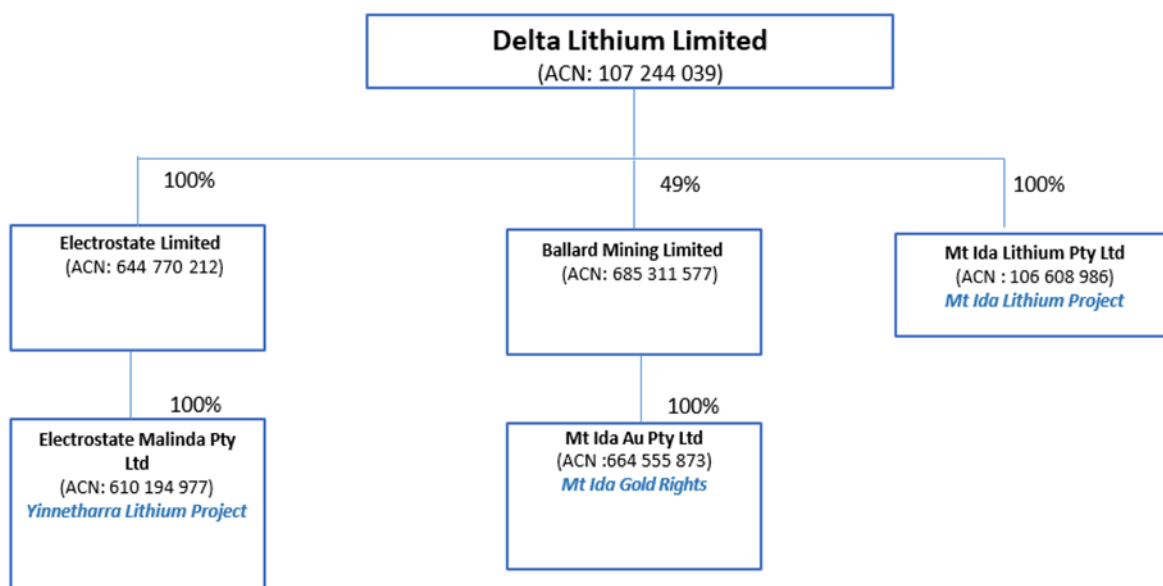 Delta Lithium Limited
(ACN: 107 244 039)
100%
49%
100%
Electrostate Limited
(ACN: 644 770 212)
Ballard Mining Limited
(ACN: 685 311 577)
Mt Ida Lithium Pty Ltd
(ACN : 106 608 986)
Mt Ida Lithium Project
100%
100%
Electrostate Malinda Pty
Ltd
(ACN: 610 194 977)
Yinnetharra Lithium Project
Mt Ida Au Pty Ltd
(ACN :664 555 873)
Mt Ida Gold Rights